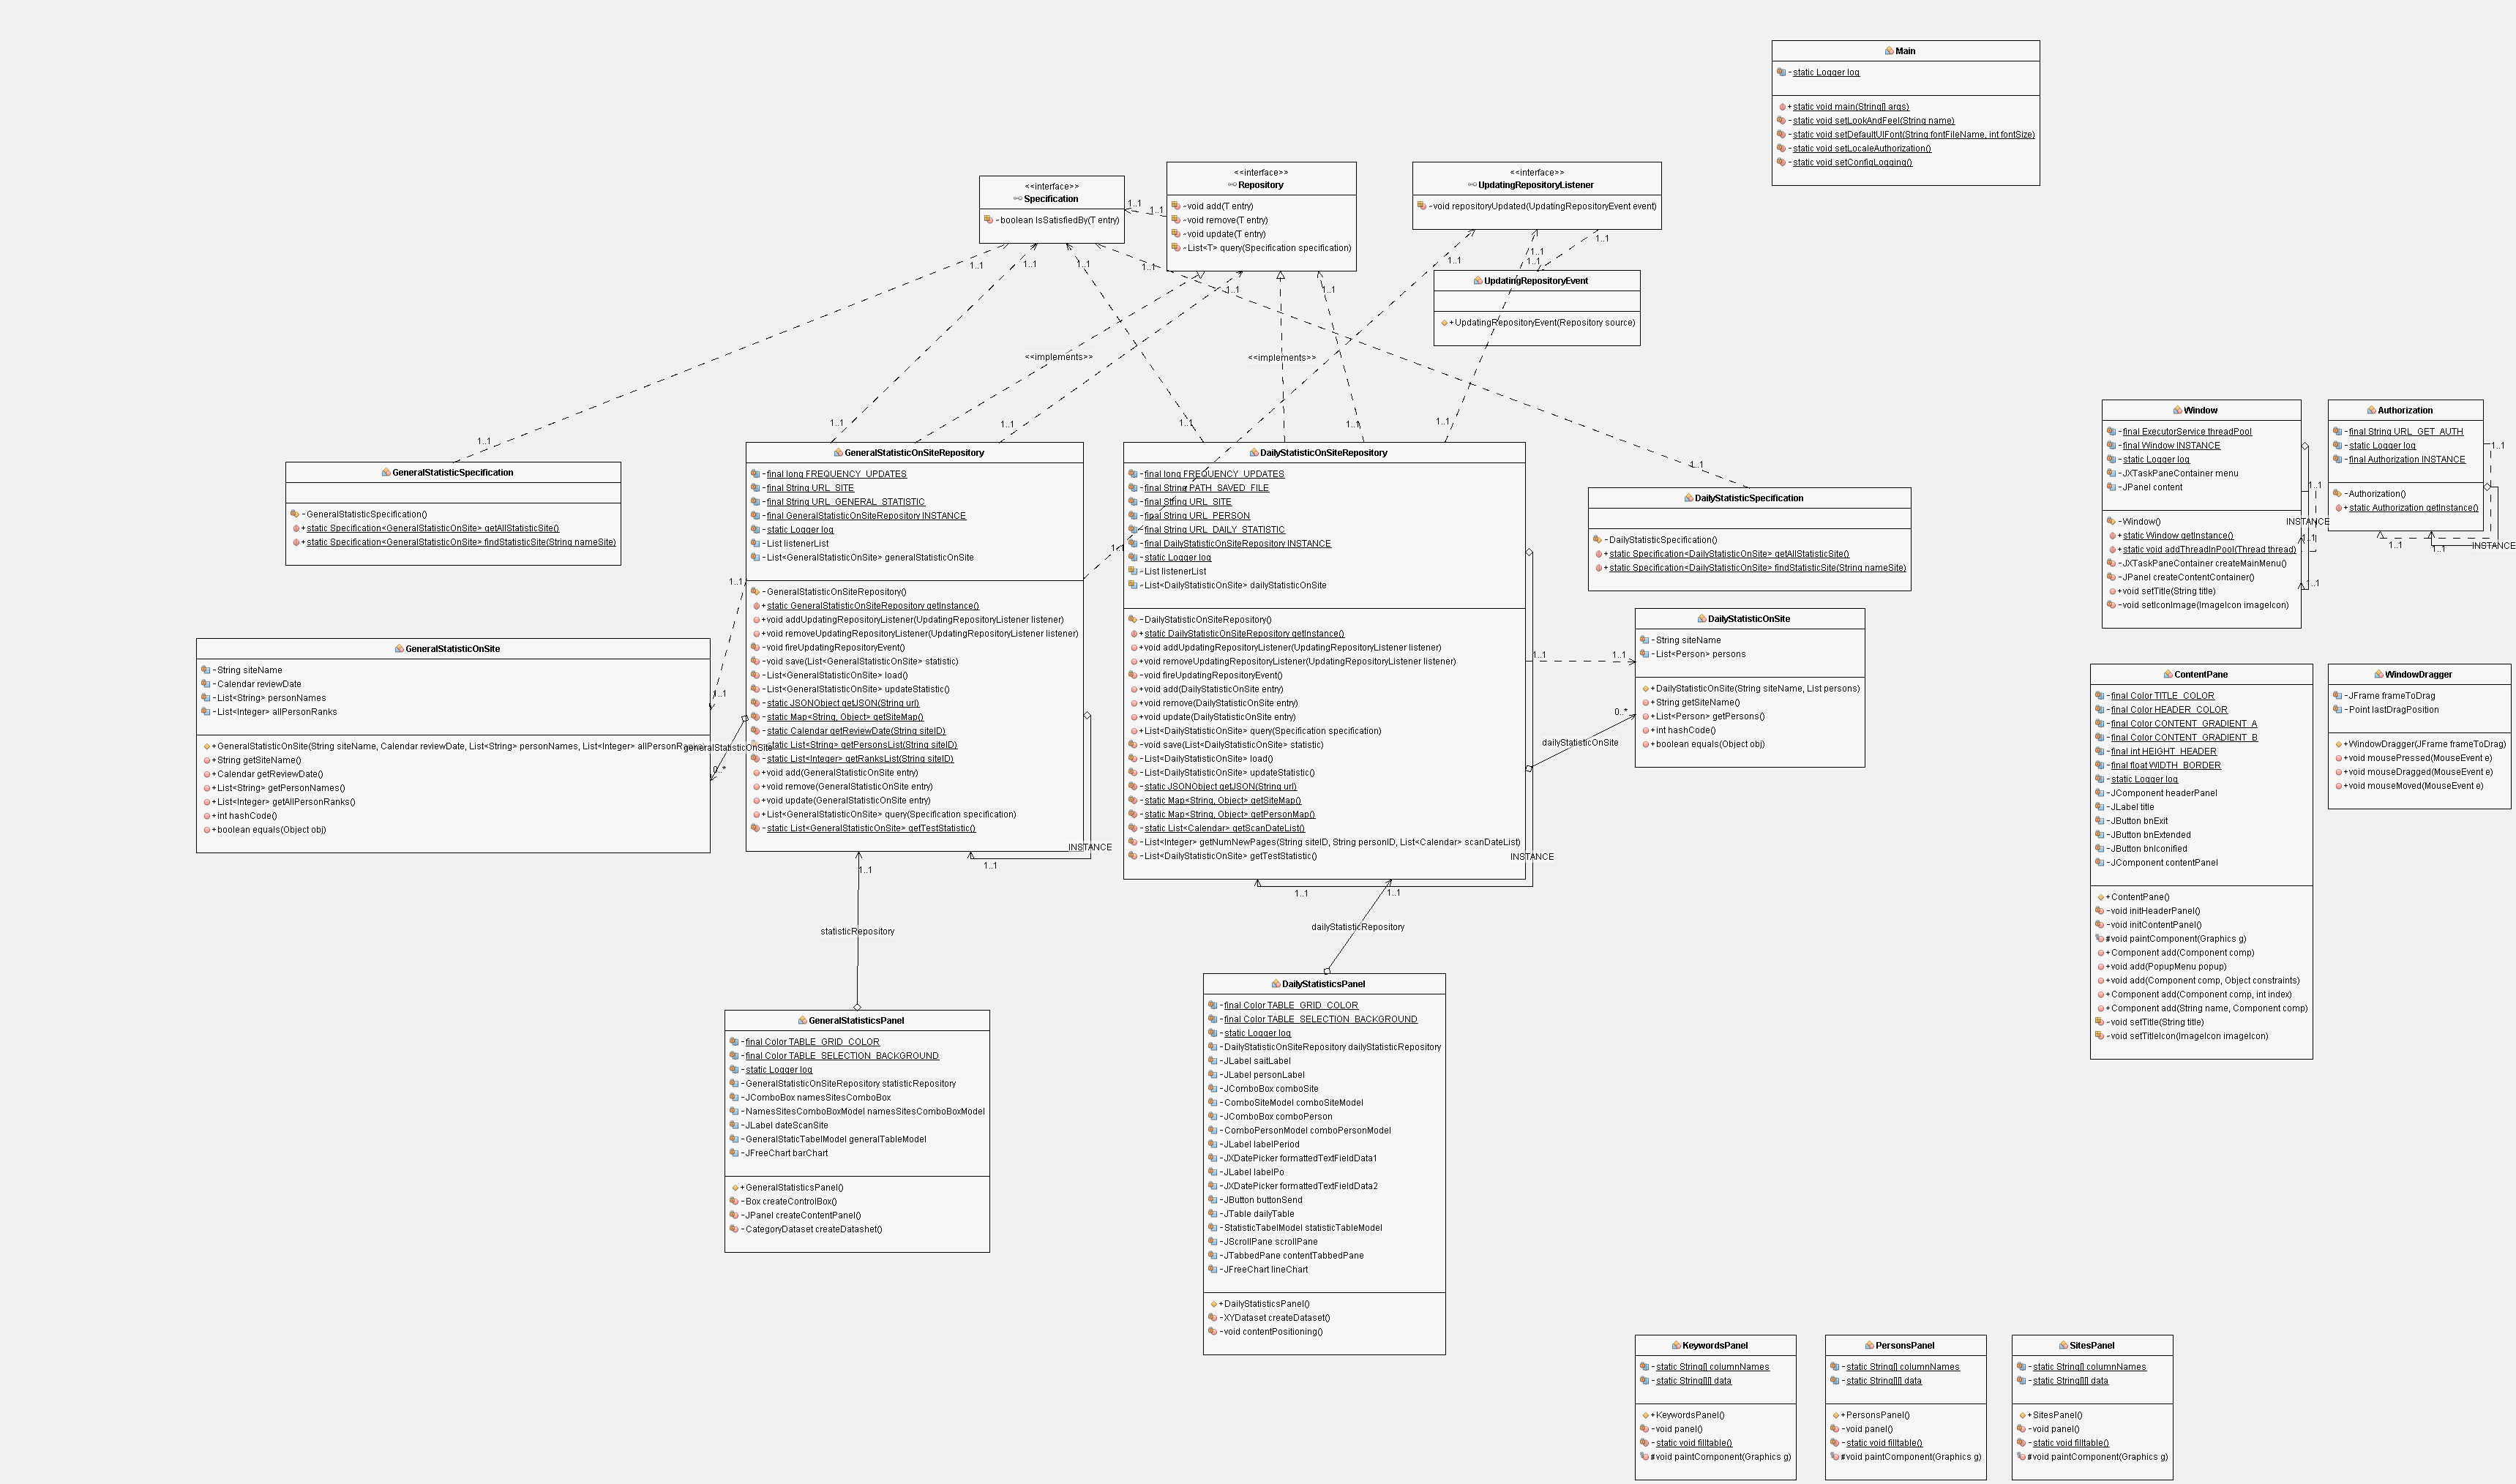 Main
-static Logger log
+static void main(String[] args)
-static void setLookAndFeel(String name)
-static void setDefaultUIFont(String fontFileName, int fontSize)
-static void setLocaleAuthorization()
-static void setConfigLogging()
<<interface>>
Specification
-boolean IsSatisfiedBy(T entry)
<<interface>>
Repository
-void add(T entry)
-void remove(T entry)
-void update(T entry)
-List<T> query(Specification specification)
<<interface>>
UpdatingRepositoryListener
-void repositoryUpdated(UpdatingRepositoryEvent event)
1..1
1..1
1..1
1..1
1..1
1..1
1..1
1..1
1..1
1..1
1..1
1..1
UpdatingRepositoryEvent
+UpdatingRepositoryEvent(Repository source)
<<implements>>
<<implements>>
1..1
1..1
1..1
1..1
1..1
1..1
1..1
GeneralStatisticSpecification
-GeneralStatisticSpecification()
+static Specification<GeneralStatisticOnSite> getAllStatisticSite()
+static Specification<GeneralStatisticOnSite> findStatisticSite(String nameSite)
GeneralStatisticOnSiteRepository
-final long FREQUENCY_UPDATES
-final String URL_SITE
-final String URL_GENERAL_STATISTIC
-final GeneralStatisticOnSiteRepository INSTANCE
-static Logger log
-List listenerList
-List<GeneralStatisticOnSite> generalStatisticOnSite
-GeneralStatisticOnSiteRepository()
+static GeneralStatisticOnSiteRepository getInstance()
+void addUpdatingRepositoryListener(UpdatingRepositoryListener listener)
+void removeUpdatingRepositoryListener(UpdatingRepositoryListener listener)
-void fireUpdatingRepositoryEvent()
-void save(List<GeneralStatisticOnSite> statistic)
-List<GeneralStatisticOnSite> load()
-List<GeneralStatisticOnSite> updateStatistic()
-static JSONObject getJSON(String url)
-static Map<String, Object> getSiteMap()
-static Calendar getReviewDate(String siteID)
-static List<String> getPersonsList(String siteID)
-static List<Integer> getRanksList(String siteID)
+void add(GeneralStatisticOnSite entry)
+void remove(GeneralStatisticOnSite entry)
+void update(GeneralStatisticOnSite entry)
+List<GeneralStatisticOnSite> query(Specification specification)
-static List<GeneralStatisticOnSite> getTestStatistic()
1..1
INSTANCE
1..1
DailyStatisticOnSiteRepository
-final long FREQUENCY_UPDATES
-final String PATH_SAVED_FILE
-final String URL_SITE
-final String URL_PERSON
-final String URL_DAILY_STATISTIC
-final DailyStatisticOnSiteRepository INSTANCE
-static Logger log
-List listenerList
-List<DailyStatisticOnSite> dailyStatisticOnSite
-DailyStatisticOnSiteRepository()
+static DailyStatisticOnSiteRepository getInstance()
+void addUpdatingRepositoryListener(UpdatingRepositoryListener listener)
+void removeUpdatingRepositoryListener(UpdatingRepositoryListener listener)
-void fireUpdatingRepositoryEvent()
+void add(DailyStatisticOnSite entry)
+void remove(DailyStatisticOnSite entry)
+void update(DailyStatisticOnSite entry)
+List<DailyStatisticOnSite> query(Specification specification)
-void save(List<DailyStatisticOnSite> statistic)
-List<DailyStatisticOnSite> load()
-List<DailyStatisticOnSite> updateStatistic()
-static JSONObject getJSON(String url)
-static Map<String, Object> getSiteMap()
-static Map<String, Object> getPersonMap()
-static List<Calendar> getScanDateList()
-List<Integer> getNumNewPages(String siteID, String personID, List<Calendar> scanDateList)
-List<DailyStatisticOnSite> getTestStatistic()
INSTANCE
1..1
1..1
DailyStatisticSpecification
-DailyStatisticSpecification()
+static Specification<DailyStatisticOnSite> getAllStatisticSite()
+static Specification<DailyStatisticOnSite> findStatisticSite(String nameSite)
DailyStatisticOnSite
-String siteName
-List<Person> persons
+DailyStatisticOnSite(String siteName, List persons)
+String getSiteName()
+List<Person> getPersons()
+int hashCode()
+boolean equals(Object obj)
1..1
1..1
0..*
dailyStatisticOnSite
GeneralStatisticOnSite
-String siteName
-Calendar reviewDate
-List<String> personNames
-List<Integer> allPersonRanks
+GeneralStatisticOnSite(String siteName, Calendar reviewDate, List<String> personNames, List<Integer>
+String getSiteName()
+Calendar getReviewDate()
+List<String> getPersonNames()
+List<Integer> getAllPersonRanks()
+int hashCode()
+boolean equals(Object obj)
1..1
1..1
generalStatisticOnSite
0..*
Window
-final ExecutorService threadPool
-final Window INSTANCE
-static Logger log
-JXTaskPaneContainer menu
-JPanel content
-Window()
+static Window getInstance()
+static void addThreadInPool(Thread thread)
-JXTaskPaneContainer createMainMenu()
-JPanel createContentContainer()
+void setTitle(String title)
-void setIconImage(ImageIcon imageIcon)
1..1
INSTANCE
1..1
1..1
Authorization
-final String URL_GET_AUTH
-static Logger log
-final Authorization INSTANCE
-Authorization()
+static Authorization getInstance()
1..1
1..1
1..1
INSTANCE
ContentPane
-final Color TITLE_COLOR
-final Color HEADER_COLOR
-final Color CONTENT_GRADIENT_A
-final Color CONTENT_GRADIENT_B
-final int HEIGHT_HEADER
-final float WIDTH_BORDER
-static Logger log
-JComponent headerPanel
-JLabel title
-JButton bnExit
-JButton bnExtended
-JButton bnIconified
-JComponent contentPanel
+ContentPane()
-void initHeaderPanel()
-void initContentPanel()
#void paintComponent(Graphics g)
+Component add(Component comp)
+void add(PopupMenu popup)
+void add(Component comp, Object constraints)
+Component add(Component comp, int index)
+Component add(String name, Component comp)
-void setTitle(String title)
-void setTitleIcon(ImageIcon imageIcon)
WindowDragger
-JFrame frameToDrag
-Point lastDragPosition
+WindowDragger(JFrame frameToDrag)
+void mousePressed(MouseEvent e)
+void mouseDragged(MouseEvent e)
+void mouseMoved(MouseEvent e)
1..1
statisticRepository
dailyStatisticRepository
GeneralStatisticsPanel
-final Color TABLE_GRID_COLOR
-final Color TABLE_SELECTION_BACKGROUND
-static Logger log
-GeneralStatisticOnSiteRepository statisticRepository
-JComboBox namesSitesComboBox
-NamesSitesComboBoxModel namesSitesComboBoxModel
-JLabel dateScanSite
-GeneralStaticTabelModel generalTableModel
-JFreeChart barChart
+GeneralStatisticsPanel()
-Box createControlBox()
-JPanel createContentPanel()
-CategoryDataset createDatashet()
DailyStatisticsPanel
-final Color TABLE_GRID_COLOR
-final Color TABLE_SELECTION_BACKGROUND
-static Logger log
-DailyStatisticOnSiteRepository dailyStatisticRepository
-JLabel saitLabel
-JLabel personLabel
-JComboBox comboSite
-ComboSiteModel comboSiteModel
-JComboBox comboPerson
-ComboPersonModel comboPersonModel
-JLabel labelPeriod
-JXDatePicker formattedTextFieldData1
-JLabel labelPo
-JXDatePicker formattedTextFieldData2
-JButton buttonSend
-JTable dailyTable
-StatisticTabelModel statisticTableModel
-JScrollPane scrollPane
-JTabbedPane contentTabbedPane
-JFreeChart lineChart
+DailyStatisticsPanel()
-XYDataset createDataset()
-void contentPositioning()
KeywordsPanel
-static String[] columnNames
-static String[][] data
+KeywordsPanel()
-void panel()
-static void filltable()
#void paintComponent(Graphics g)
PersonsPanel
-static String[] columnNames
-static String[][] data
+PersonsPanel()
-void panel()
-static void filltable()
#void paintComponent(Graphics g)
SitesPanel
-static String[] columnNames
-static String[][] data
+SitesPanel()
-void panel()
-static void filltable()
#void paintComponent(Graphics g)